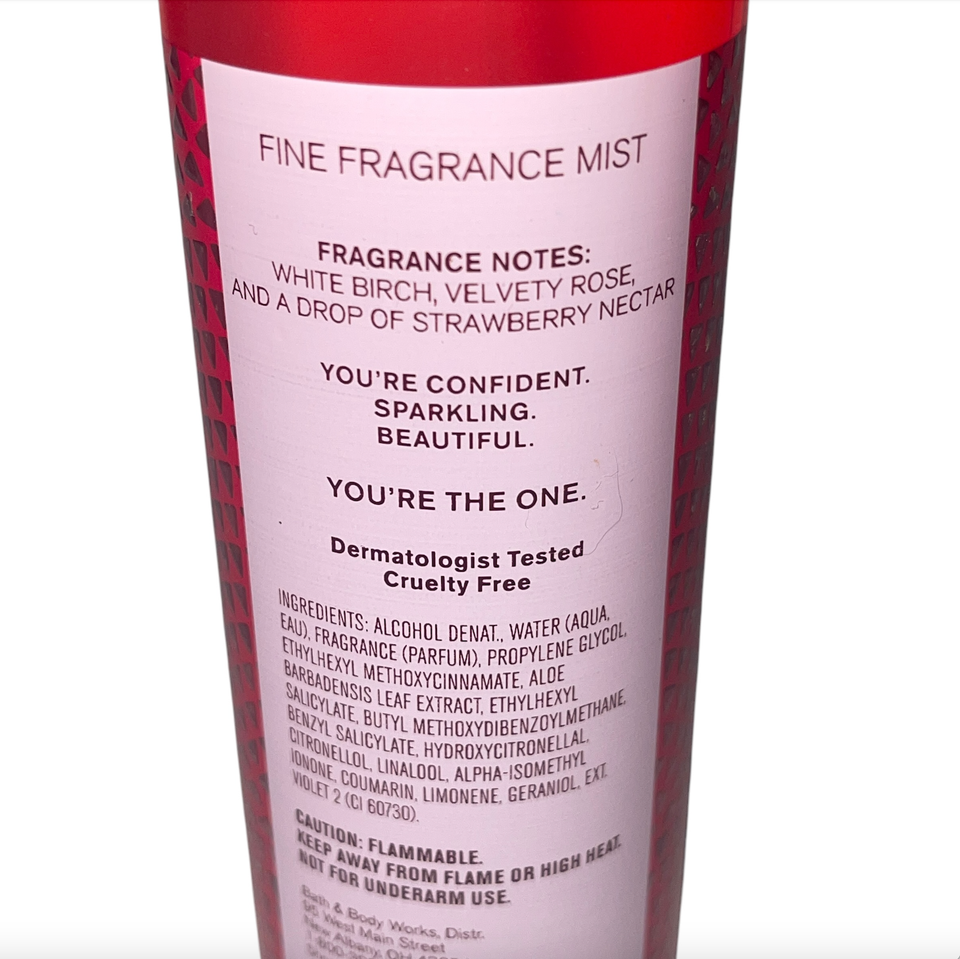 FINE FRAGRANCE MIST
FRAGRANCE NOTES:
WHITE BIRCH, VELVETY ROSE,
AND A DROP OF STRAWBERRY NECTAR
YOU'RE CONFIDENT.
SPARKLING.
BEAUTIFUL.
YOU'RE THE ONE.
Dermatologist Tested
Cruelty Free
INGREDIENTS: ALCOHOL DENAT., WATER (AQUA,
EAU), FRAGRANCE (PARFUM), PROPYLENE GLYCOL,
ETHYLHEXYL METHOXYCINNAMATE, ALOE
BARBADENSIS LEAF EXTRACT, ETHYLHEXYL
SALICYLATE, BUTYL METHOXYDIBENZOYLMETHANE,
BENZYL SALICYLATE, HYDROXYCITRONELLAL,
CITRONELLOL, LINALOOL, ALPHA-ISOMETHYL
IONONE, COUMARIN, LIMONENE, GERANIOL, EXT.
VIOLET 2 (CI 60730).
CAUTION: FLAMMABLE.
KEEP AWAY FROM FLAME OR HIGH HEAT.
NOT FOR UNDERARM USE.
Bath & Body Works, Distr.
95 West Main Street
New Albany, OH